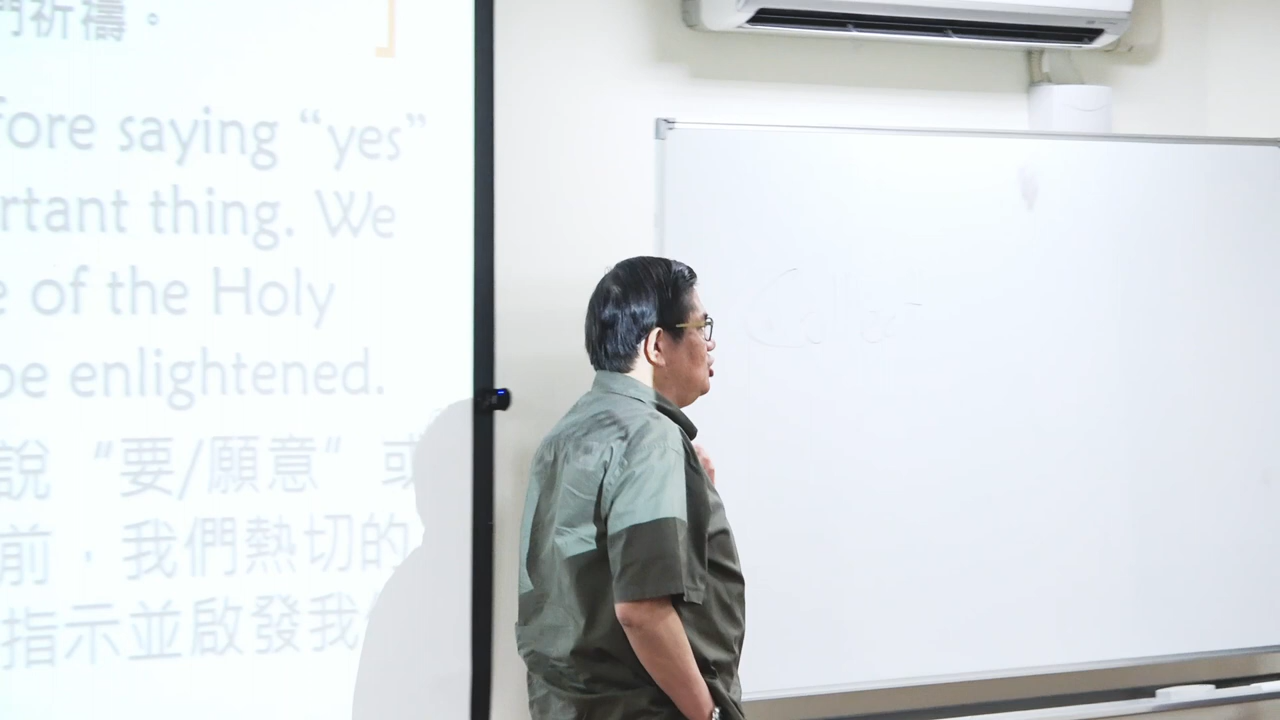 們祈禱。
]
fore saying “yes”
rtant thing. We
e of the Holy
be enlightened.
說 “要/願意”
前，我們熱切的
指示並啟發我